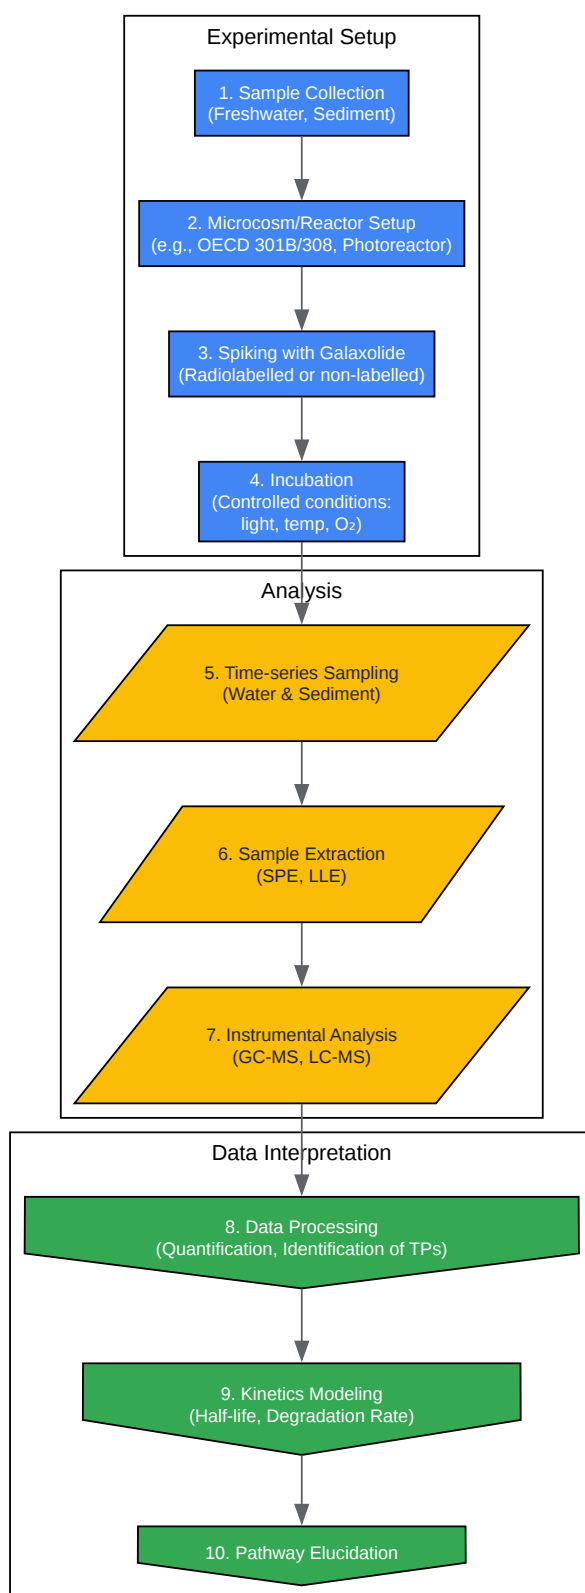 Experimental Setup
1. Sample Collection
(Freshwater, Sediment)
2. Microcosm/Reactor Setup
(e.g., OECD 301B/308, Photoreactor)
3. Spiking with Galaxolide
(Radiolabelled or non-labelled)
4. Incubation
(Controlled conditions:
light, temp, O₂)
Analysis
5. Time-series Sampling
(Water & Sediment)
6. Sample Extraction
(SPE, LLE)
7. Instrumental Analysis
(GC-MS, LC-MS)
Data Interpretation
8. Data Processing
(Quantification, Identification of TPs)
9. Kinetics Modeling
(Half-life, Degradation Rate)
10. Pathway Elucidation